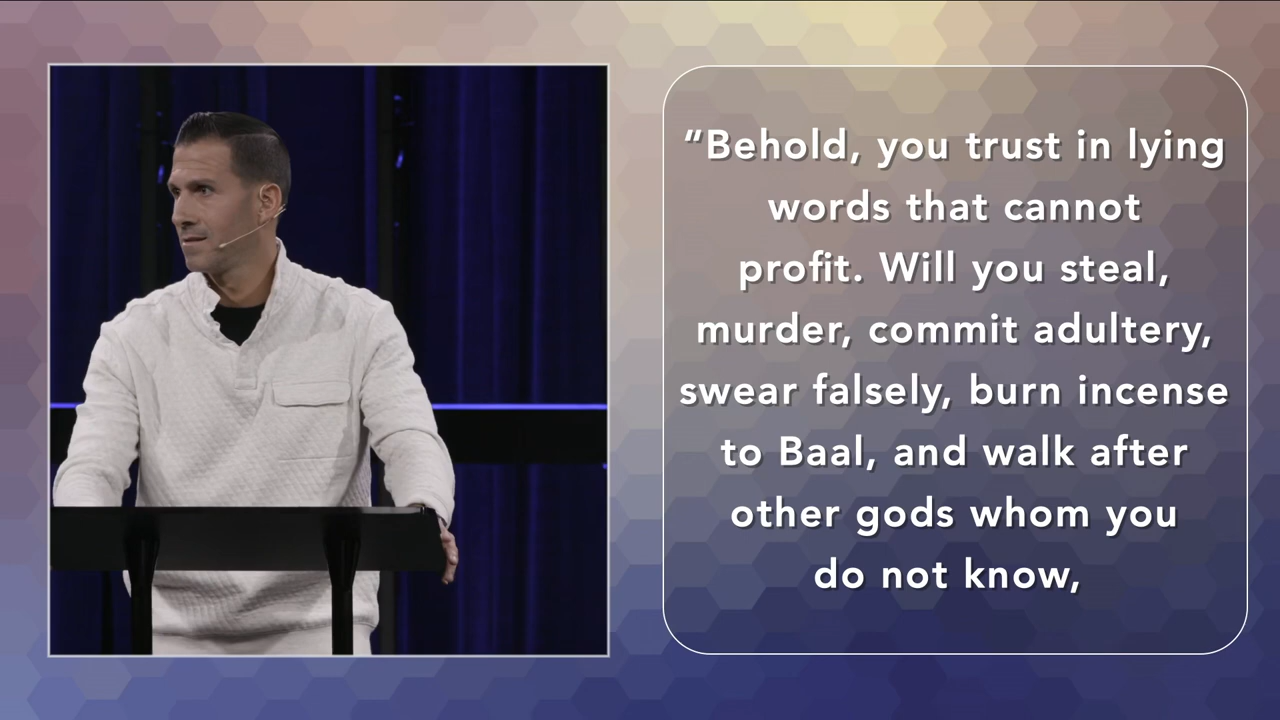 "Behold, you trust in lying
words that cannot
profit. Will you steal,
murder, commit adultery,
swear falsely, burn incense
to Baal, and walk after
other gods whom you
do not know,